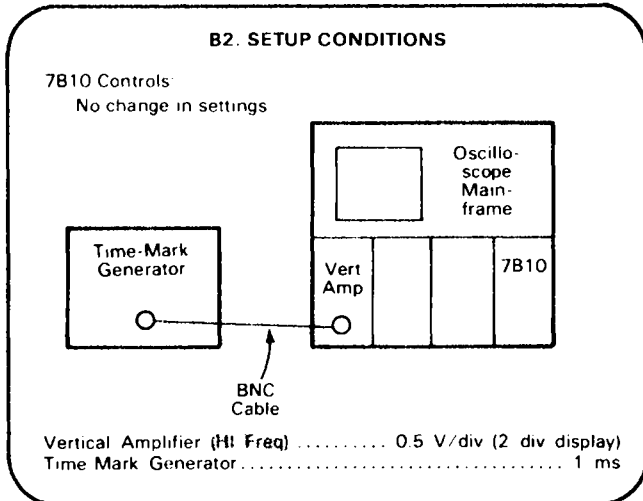 B2. SETUP CONDITIONS
7B10 Controls
No change in settings
Oscillo-
scope
Main-
frame
Time-Mark
Generator
Vert
Amp
7B10
BNC
Cable
Vertical Amplifier (HI Freq) .......... 0.5 V/div (2 div display)
Time Mark Generator.................................. 1 ms